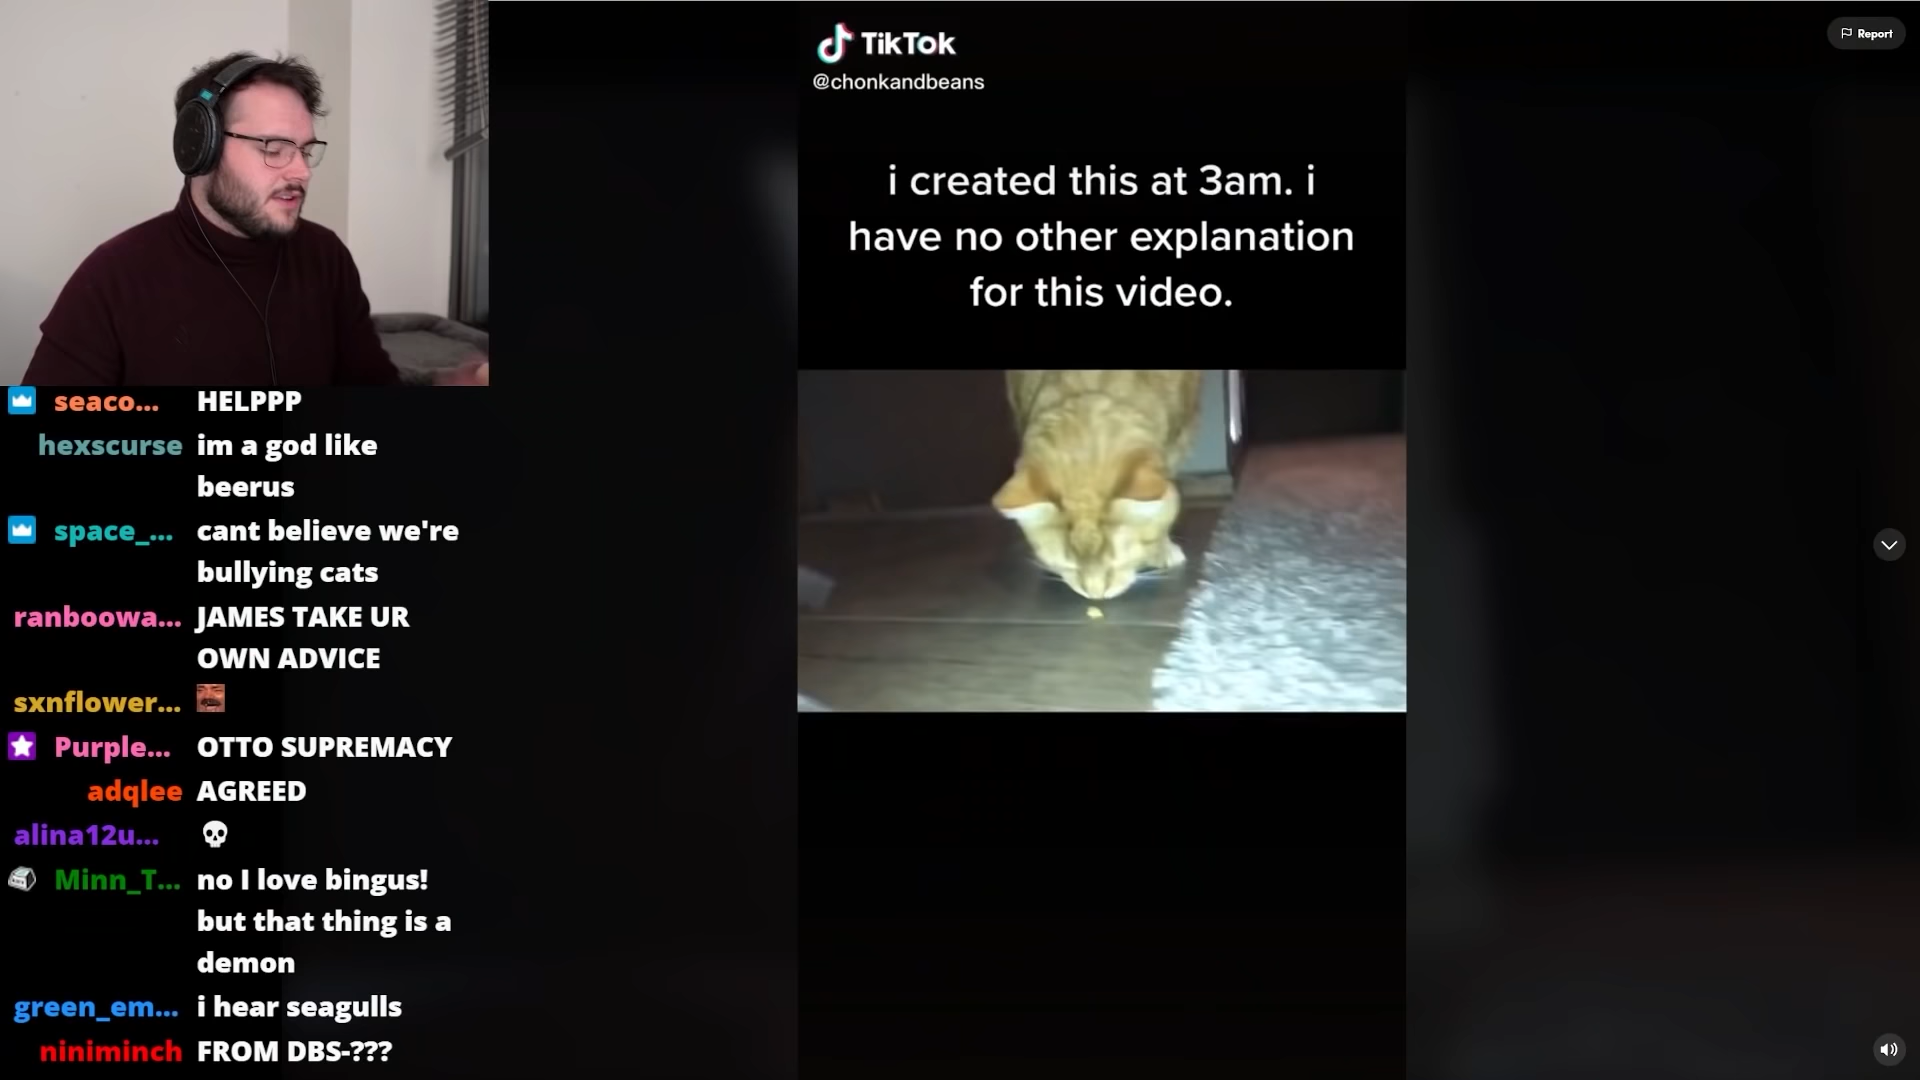 TikTok
@chonkandbeans
Report
i created this at 3am. i
have no other explanation
for this video.
seaco... HELPPP
hexscurse im a god like
beerus
space_... cant believe we're
bullying cats
ranboowa... JAMES TAKE UR
OWN ADVICE
sxnflower...
Purple... OTTO SUPREMACY
adqlee AGREED
alina12u... 💀
Minn_T... no I love bingus!
but that thing is a
demon
green_em... i hear seagulls
niniminch FROM DBS-???